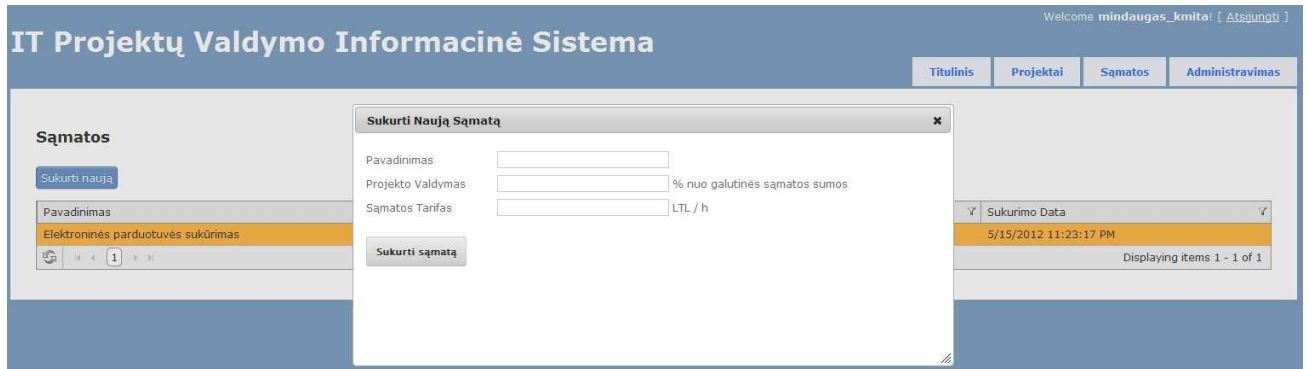 Welcome mindaugas_kmita! [ Atsijungti ]
IT Projektų Valdymo Informacinė Sistema
Titulinis Projektai Sąmatos Administravimas
Sukurti Naują Sąmatą
Sąmatos
Pavadinimas
Sukurti naują
Projekto Valdymas % nuo galutinės sąmatos sumos
Sąmatos Tarifas LTL / h
Pavadinimas Sukūrimo Data
Elektroninės parduotuvės sukūrimas 5/15/2012 11:23:17 PM
Sukurti sąmatą
1 Displaying items 1 - 1 of 1